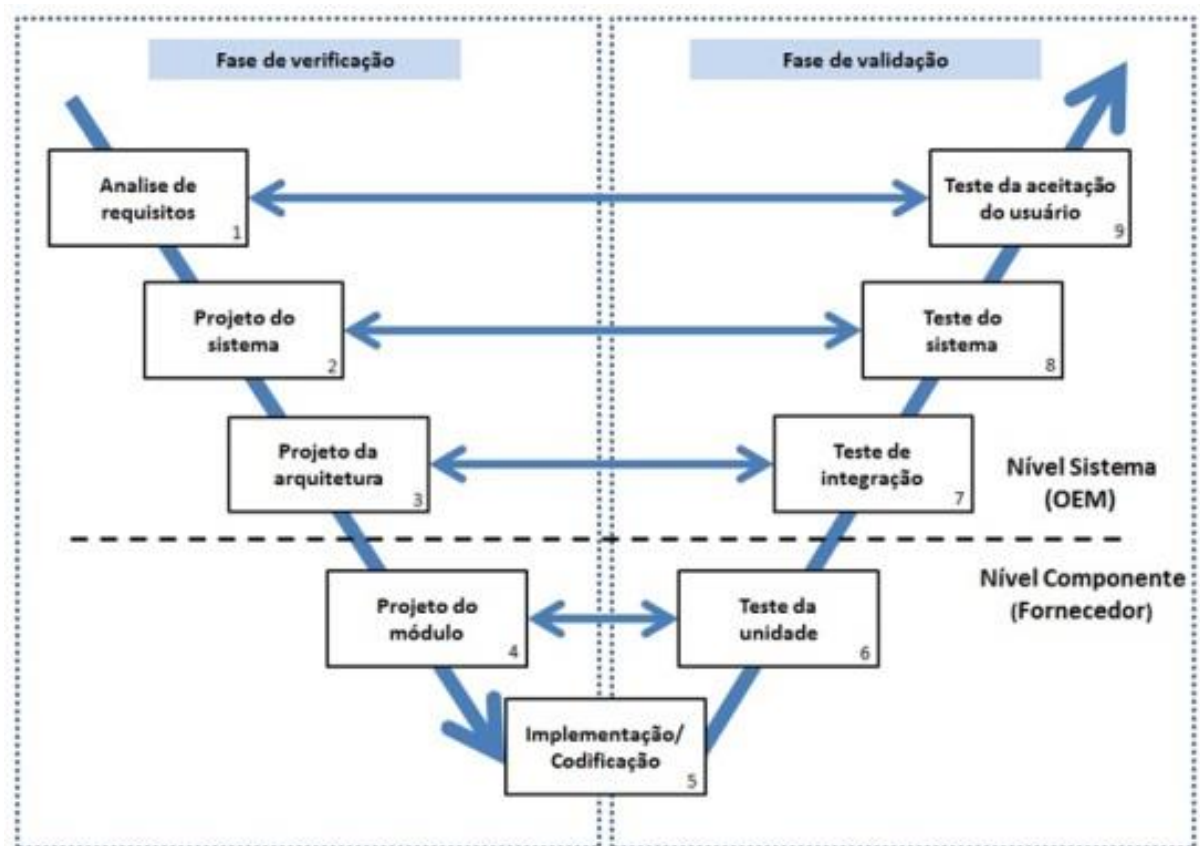 Fase de verificação
Fase de validação
Analise de
requisitos
1
Teste da aceitação
do usuário
9
Projeto do
sistema
2
Teste do
sistema
8
Projeto da
arquitetura
3
Teste de
integração
7
Nível Sistema
(OEM)
Nível Componente
(Fornecedor)
Projeto do
módulo
4
Teste da
unidade
6
Implementação/
Codificação
5